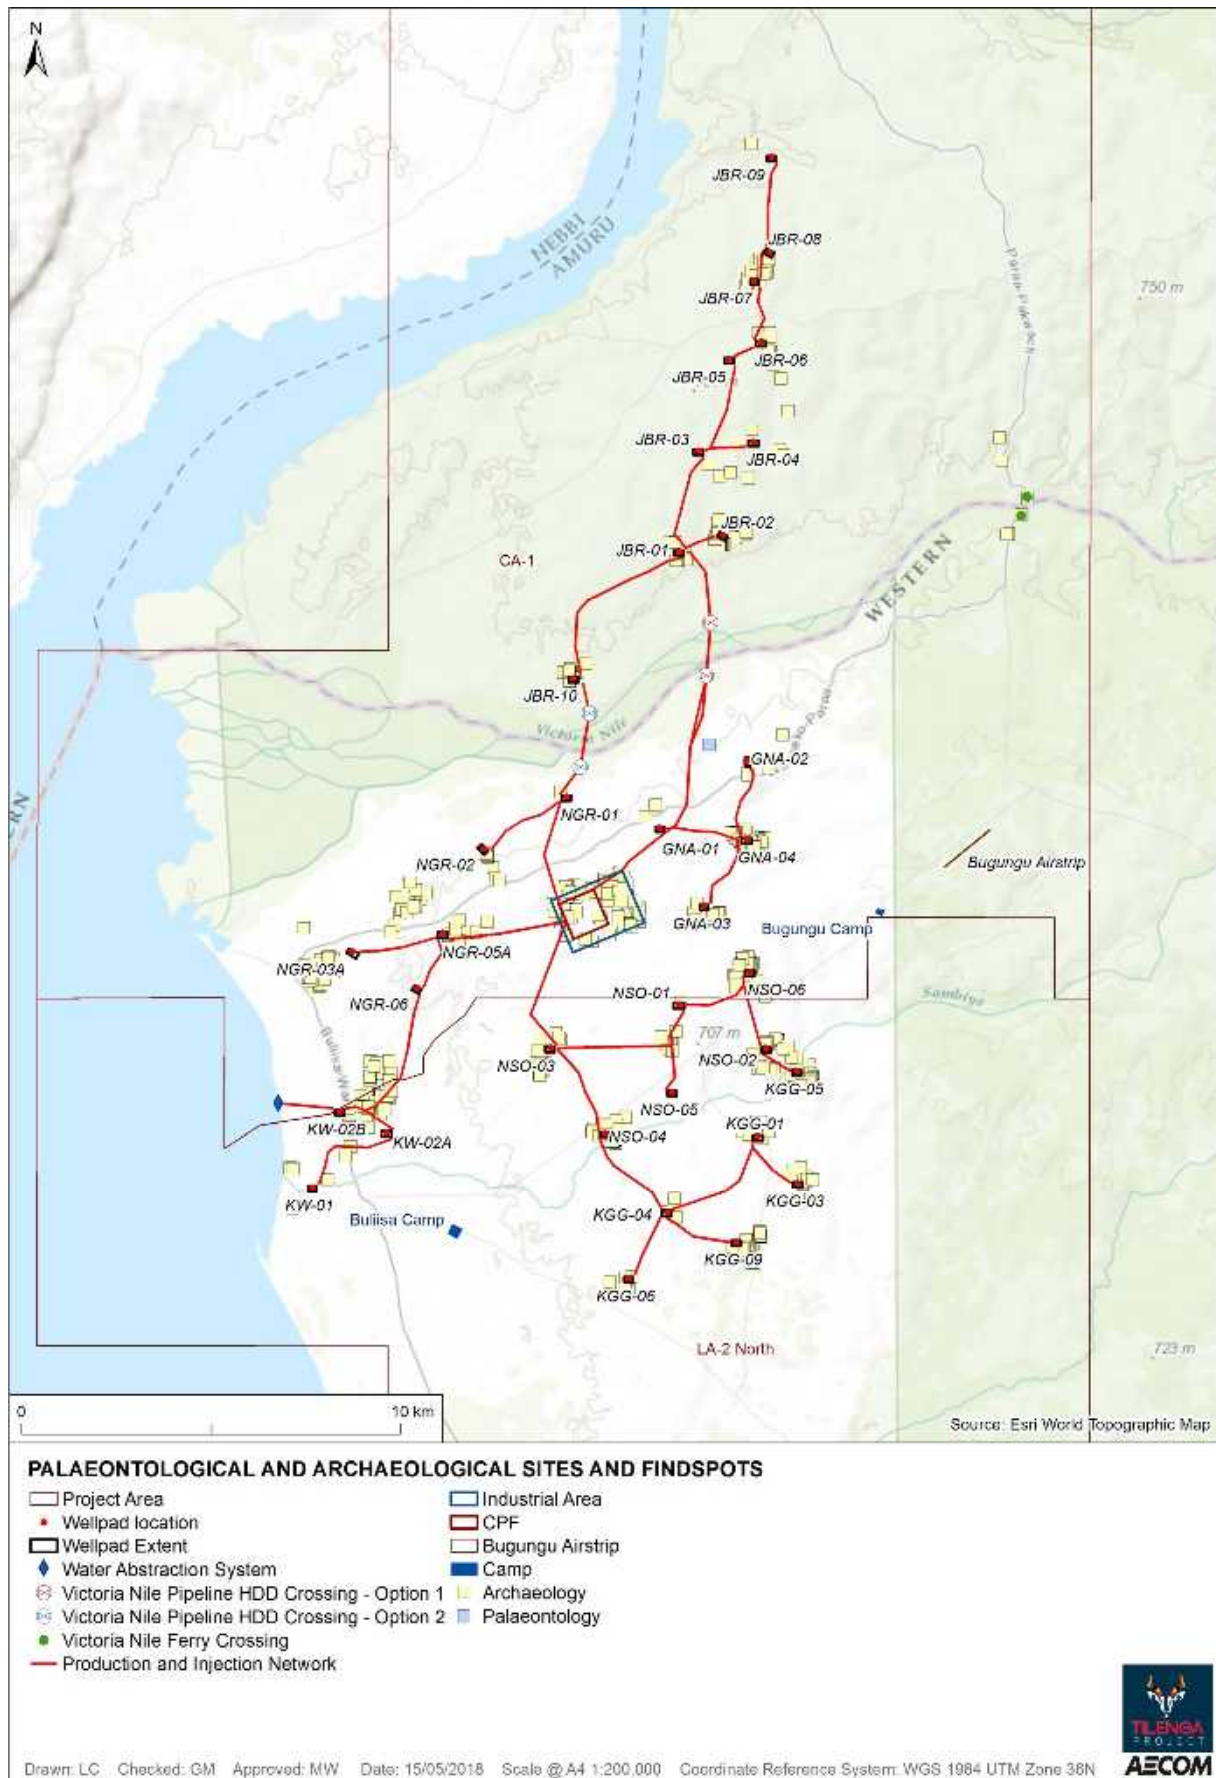 N
NEBBI
AMURU
JBR-09
JBR-08
JBR-07
750 m
JBR-06
JBR-05
JBR-03
JBR-04
JBR-02
JBR-01
CA-1
WESTERN
JBR-10
Victoria Nile
GNA-02
NGR-01
GNA-01
GNA-04
NGR-02
Bugungu Airstrip
GNA-03
Bugungu Camp
NGR-05A
NGR-03A
NGR-06
NSO-06
NSO-01
Sambiye
707 m
NSO-03
NSO-02
KGG-05
NSO-05
KW-02B
KW-02A
NSO-04
KGG-01
KW-01
KGG-03
KGG-04
Buliisa Camp
KGG-09
KGG-06
LA-2 North
723 m
0 10 km
Source: Esri World Topographic Map
PALAEONTOLOGICAL AND ARCHAEOLOGICAL SITES AND FINDSPOTS
Project Area
Wellpad location
Wellpad Extent
Water Abstraction System
Victoria Nile Pipeline HDD Crossing - Option 1
Victoria Nile Pipeline HDD Crossing - Option 2
Victoria Nile Ferry Crossing
Production and Injection Network
Industrial Area
CPF
Bugungu Airstrip
Camp
Archaeology
Palaeontology
TILENGA
PROJECT
AECOM
Drawn: LC Checked: GM Approved: MW Date: 15/05/2018 Scale @ A4 1:200,000 Coordinate Reference System: WGS 1984 UTM Zone 36N